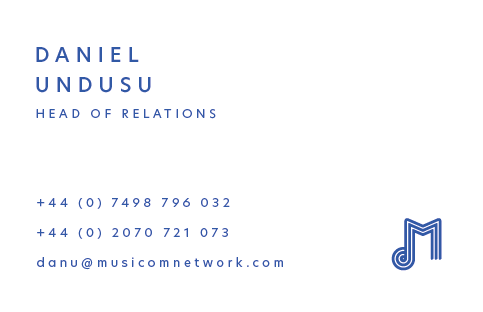 DANIEL
UNDUSU
HEAD OF RELATIONS
+44 (0) 7498 796 032
+44 (0) 2070 721 073
danu@musicomnetwork.com